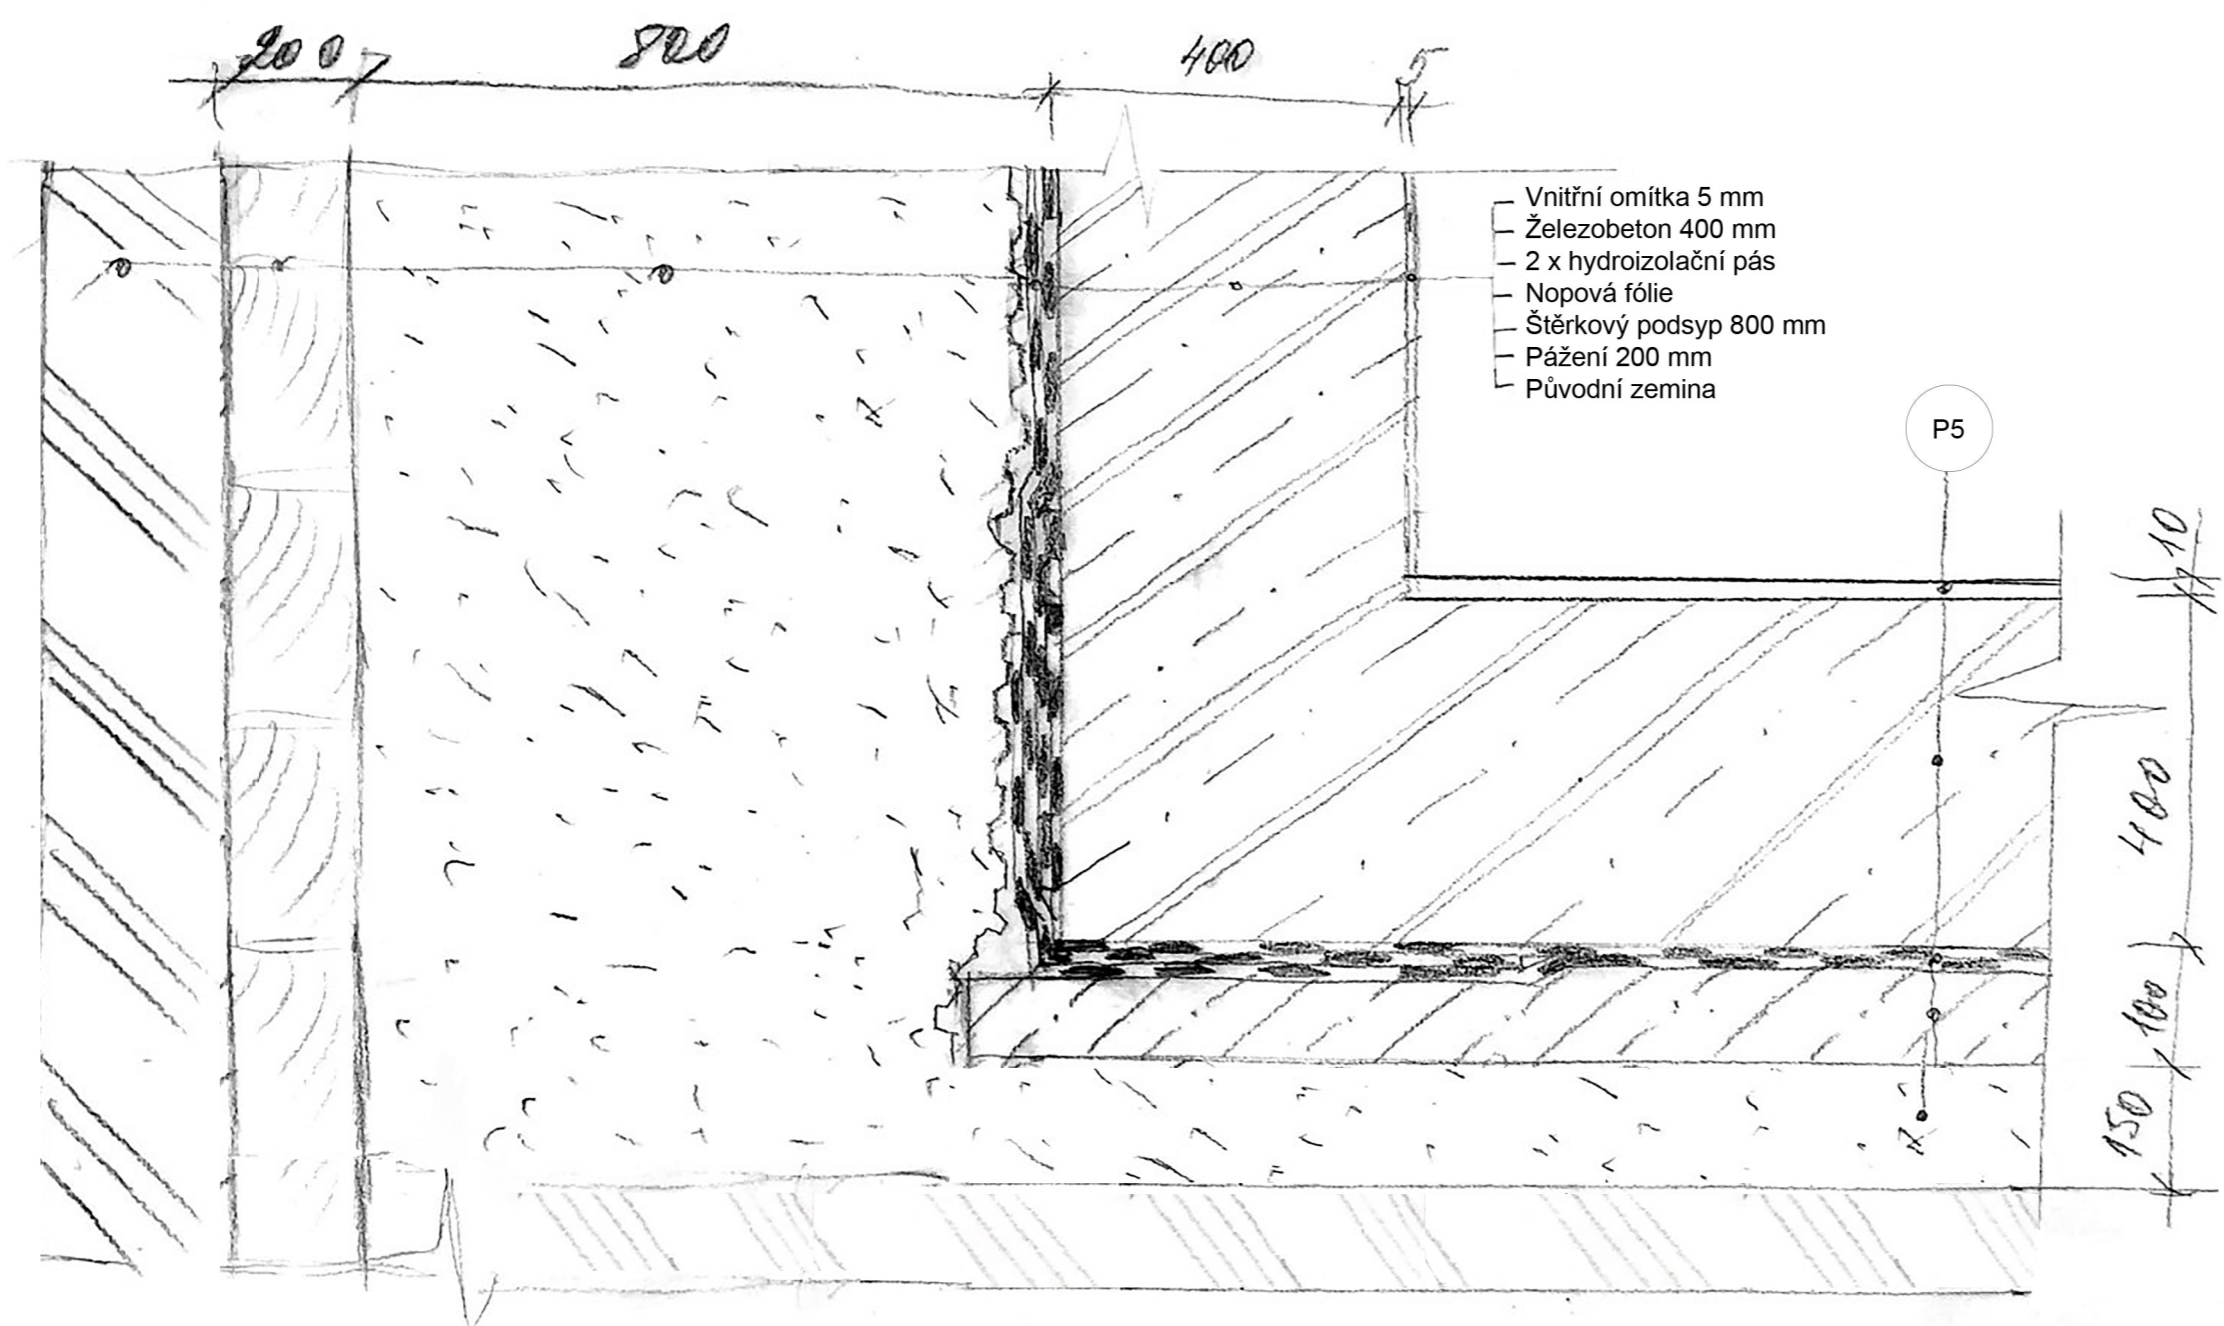 200 800 400 5
Vnitřní omítka 5 mm
Železobeton 400 mm
2 x hydroizolační pás
Nopová fólie
Štěrkový podsyp 800 mm
Pážení 200 mm
Původní zemina
P5
10
400
100
150